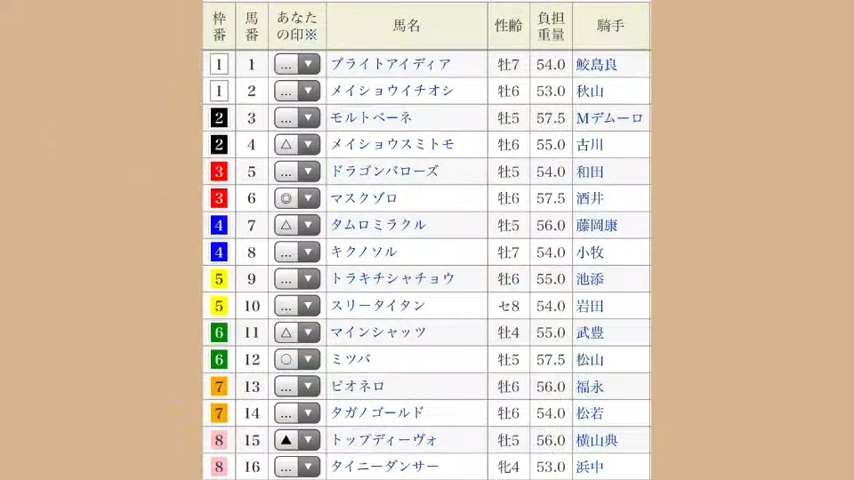 枠番 馬番 あなたの印※ 馬名 性齢 負担重量 騎手
1 1 ... ▼ ブライトアイディア 牡7 54.0 鮫島良
1 2 ... ▼ メイショウイチオシ 牡6 53.0 秋山
2 3 ... ▼ モルトベーネ 牡5 57.5 Mデムーロ
2 4 △ ▼ メイショウスミトモ 牡6 55.0 古川
3 5 ... ▼ ドラゴンバローズ 牡5 54.0 和田
3 6 ◎ ▼ マスクゾロ 牡6 57.5 酒井
4 7 △ ▼ タムロミラクル 牡5 56.0 藤岡康
4 8 ... ▼ キクノソル 牡7 54.0 小牧
5 9 ... ▼ トラキチシャチョウ 牡6 55.0 池添
5 10 ... ▼ スリータイタン セ8 54.0 岩田
6 11 △ ▼ マインシャッツ 牡4 55.0 武豊
6 12 ○ ▼ ミツバ 牡5 57.5 松山
7 13 ... ▼ ピオネロ 牡6 56.0 福永
7 14 ... ▼ タガノゴールド 牡6 54.0 松若
8 15 ▲ ▼ トップディーヴォ 牡5 56.0 横山典
8 16 ... ▼ タイニーダンサー 牝4 53.0 浜中